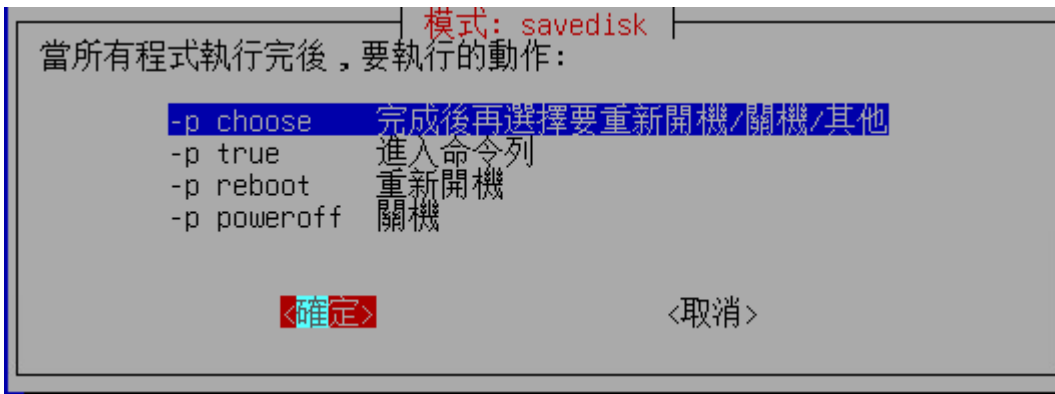 模式: savedisk
當所有程式執行完後，要執行的動作:
-p choose 完成後再選擇要重新開機/關機/其他
-p true 進入命令列
-p reboot 重新開機
-p poweroff 關機
<確定> <取消>